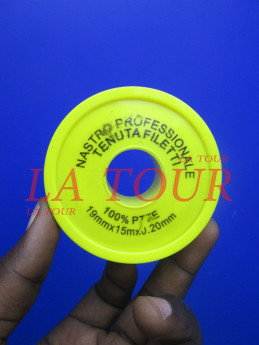 NASTRO PROFESSIONALE
TENUTA FILETTI
LA TOUR
LA TOUR
LA TOUR
100% PTFE
19mmx15mx0.20mm